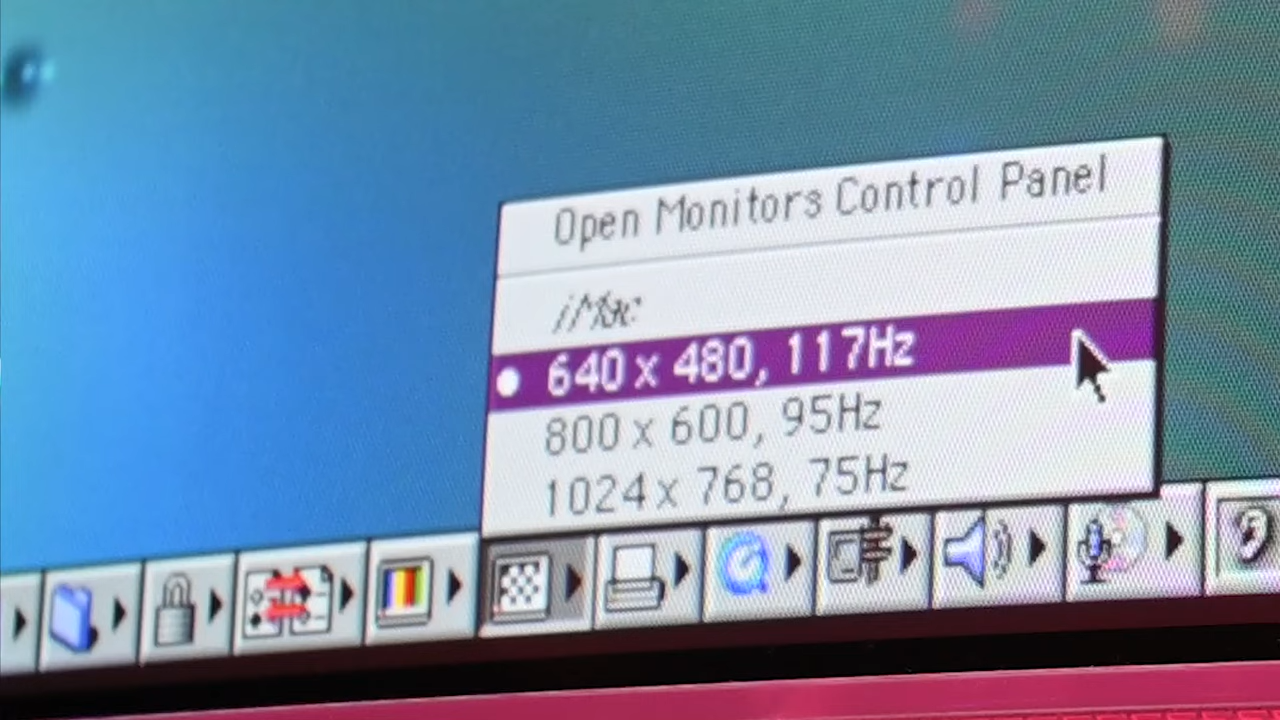 Open Monitors Control Panel
iMac
640 x 480, 117Hz
800 x 600, 95Hz
1024 x 768, 75Hz